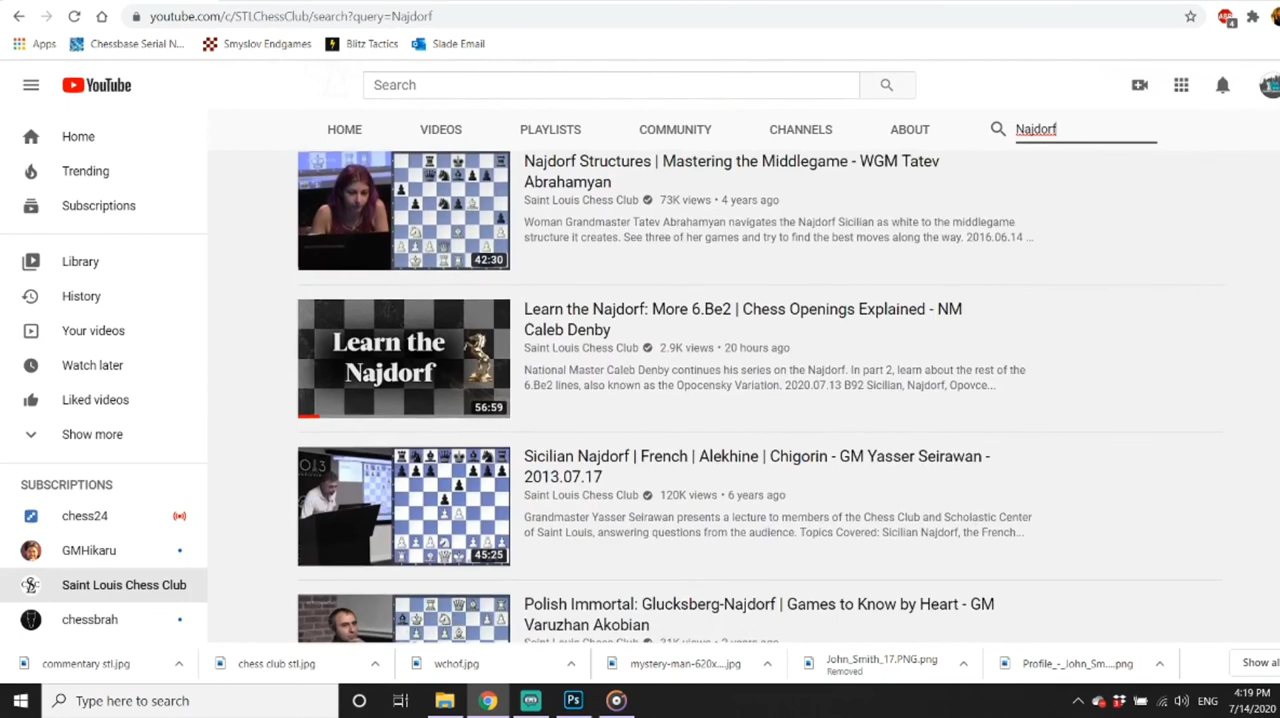 youtube.com/c/STLChessClub/search?query=Najdorf
Apps Chessbase Serial N... Smyslov Endgames Blitz Tactics Slade Email
YouTube Search
HOME VIDEOS PLAYLISTS COMMUNITY CHANNELS ABOUT Najdorf
Home
Trending
Subscriptions
Library
History
Your videos
Watch later
Liked videos
Show more
SUBSCRIPTIONS
chess24
GMHikaru
Saint Louis Chess Club
chessbrah
Najdorf Structures | Mastering the Middlegame - WGM Tatev
Abrahamyan
Saint Louis Chess Club 73K views • 4 years ago
Woman Grandmaster Tatev Abrahamyan navigates the Najdorf Sicilian as white to the middlegame
structure it creates. See three of her games and try to find the best moves along the way. 2016.06.14 ...
42:30
Learn the
Najdorf
56:59
Learn the Najdorf: More 6.Be2 | Chess Openings Explained - NM
Caleb Denby
Saint Louis Chess Club 2.9K views • 20 hours ago
National Master Caleb Denby continues his series on the Najdorf. In part 2, learn about the rest of the
6.Be2 lines, also known as the Opocensky Variation. 2020.07.13 B92 Sicilian, Najdorf, Opovce...
Sicilian Najdorf | French | Alekhine | Chigorin - GM Yasser Seirawan -
2013.07.17
Saint Louis Chess Club 120K views • 6 years ago
Grandmaster Yasser Seirawan presents a lecture to members of the Chess Club and Scholastic Center
of Saint Louis, answering questions from the audience. Topics Covered: Sicilian Najdorf, the French...
45:25
Polish Immortal: Glucksberg-Najdorf | Games to Know by Heart - GM
Varuzhan Akobian
commentary stl.jpg chess club stl.jpg wchof.jpg mystery-man-620x....jpg John_Smith_17.PNG.png Profile_-_John_Sm....png Show all
Removed
Type here to search Ps ENG 4:19 PM
7/14/2020